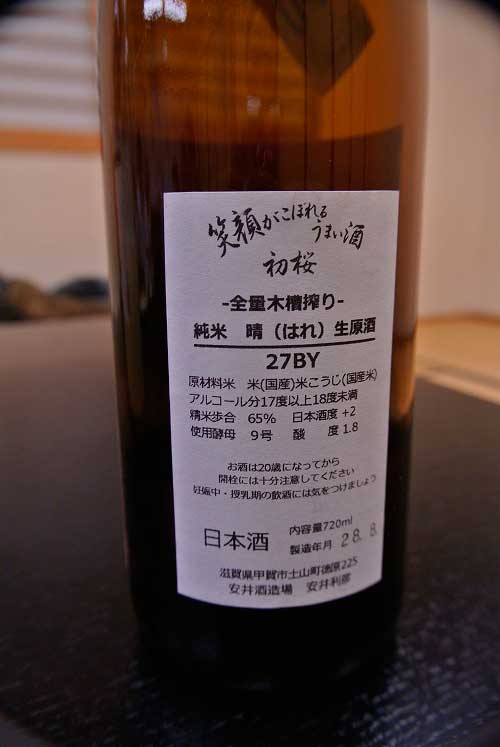 笑顔がこぼれる
うまい酒
初桜
-全量木槽搾り-
純米 晴(はれ)生原酒
27BY
原材料米 米(国産)米こうじ(国産米)
アルコール分17度以上18度未満
精米歩合 65% 日本酒度 +2
使用酵母 9号 酸 度 1.8
お酒は20歳になってから
開栓には十分注意してください
妊娠中・授乳期の飲酒には気をつけましょう
日本酒
内容量720ml
製造年月 28.8.
滋賀県甲賀市土山町徳原225
安井酒造場 安井利彦